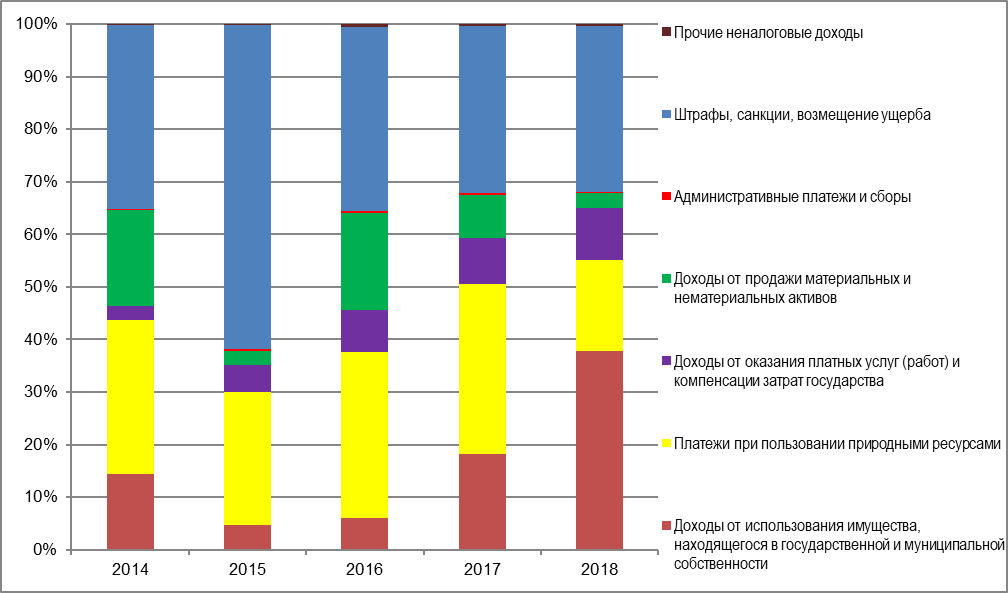 100%
90%
80%
70%
60%
50%
40%
30%
20%
10%
0%
2014
2015
2016
2017
2018
Прочие неналоговые доходы
Штрафы, санкции, возмещение ущерба
Административные платежи и сборы
Доходы от продажи материальных и
нематериальных активов
Доходы от оказания платных услуг (работ) и
компенсации затрат государства
Платежи при пользовании природными ресурсами
Доходы от использования имущества,
находящегося в государственной и муниципальной
собственности